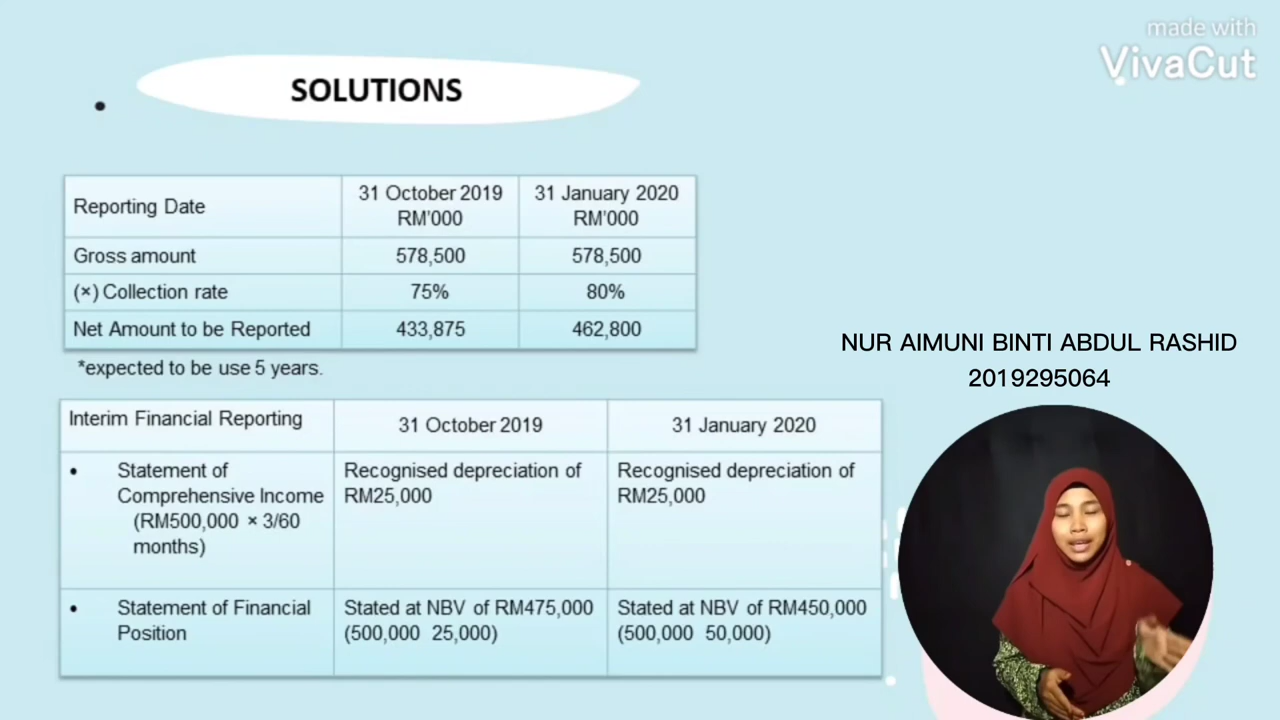 made with
VivaCut
SOLUTIONS
Reporting Date
31 October 2019
RM'000
31 January 2020
RM'000
Gross amount
578,500
578,500
(×) Collection rate
75%
80%
Net Amount to be Reported
433,875
462,800
*expected to be use 5 years.
NUR AIMUNI BINTI ABDUL RASHID
2019295064
Interim Financial Reporting
31 October 2019
31 January 2020
• Statement of
Comprehensive Income
(RM500,000 × 3/60
months)
Recognised depreciation of
RM25,000
Recognised depreciation of
RM25,000
• Statement of Financial
Position
Stated at NBV of RM475,000
(500,000 25,000)
Stated at NBV of RM450,000
(500,000 50,000)